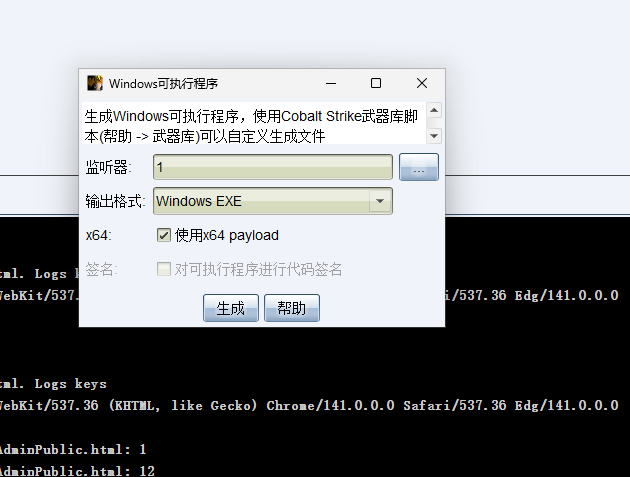 Windows可执行程序
生成Windows可执行程序，使用Cobalt Strike武器库脚
本(帮助 -> 武器库)可以自定义生成文件
监听器: 1 ...
输出格式: Windows EXE
x64: 使用x64 payload
签名: 对可执行程序进行代码签名
生成 帮助
tml. Logs k
WebKit/537. ri/537.36 Edg/141.0.0.0
tml. Logs keys
WebKit/537.36 (KHTML, like Gecko) Chrome/141.0.0.0 Safari/537.36 Edg/141.0.0.0
AdminPublic.html: 1
AdminPublic.html: 12